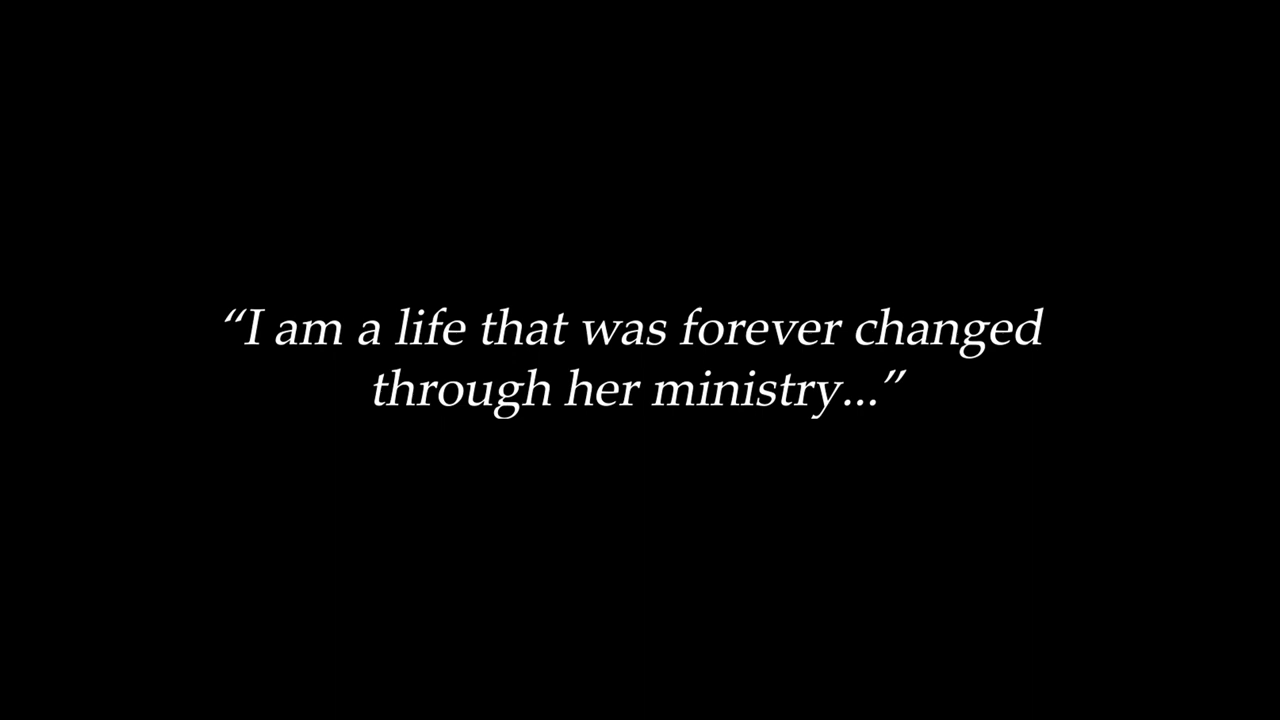 “I am a life that was forever changed
through her ministry...”